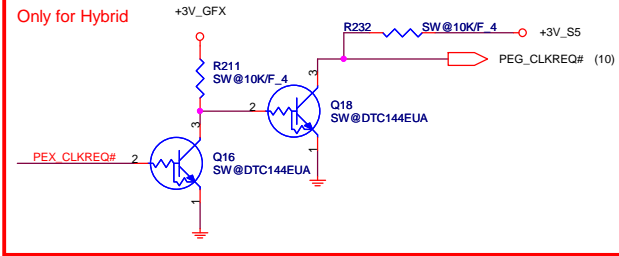 Only for Hybrid
+3V_GFX
R232
SW@10K/F_4
+3V_S5
PEG_CLKREQ# (10)
R211
SW@10K/F_4
3
2
Q18
SW@DTC144EUA
1
3
PEX_CLKREQ#
2
Q16
SW@DTC144EUA
1